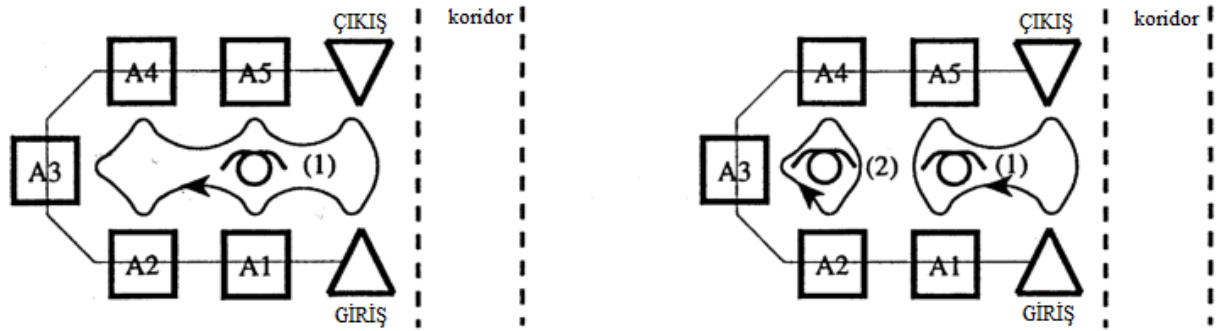 ÇIKIŞ koridor
A4 A5
A3 (1)
A2 A1
GİRİŞ
ÇIKIŞ koridor
A4 A5
A3 (2) (1)
A2 A1
GİRİŞ